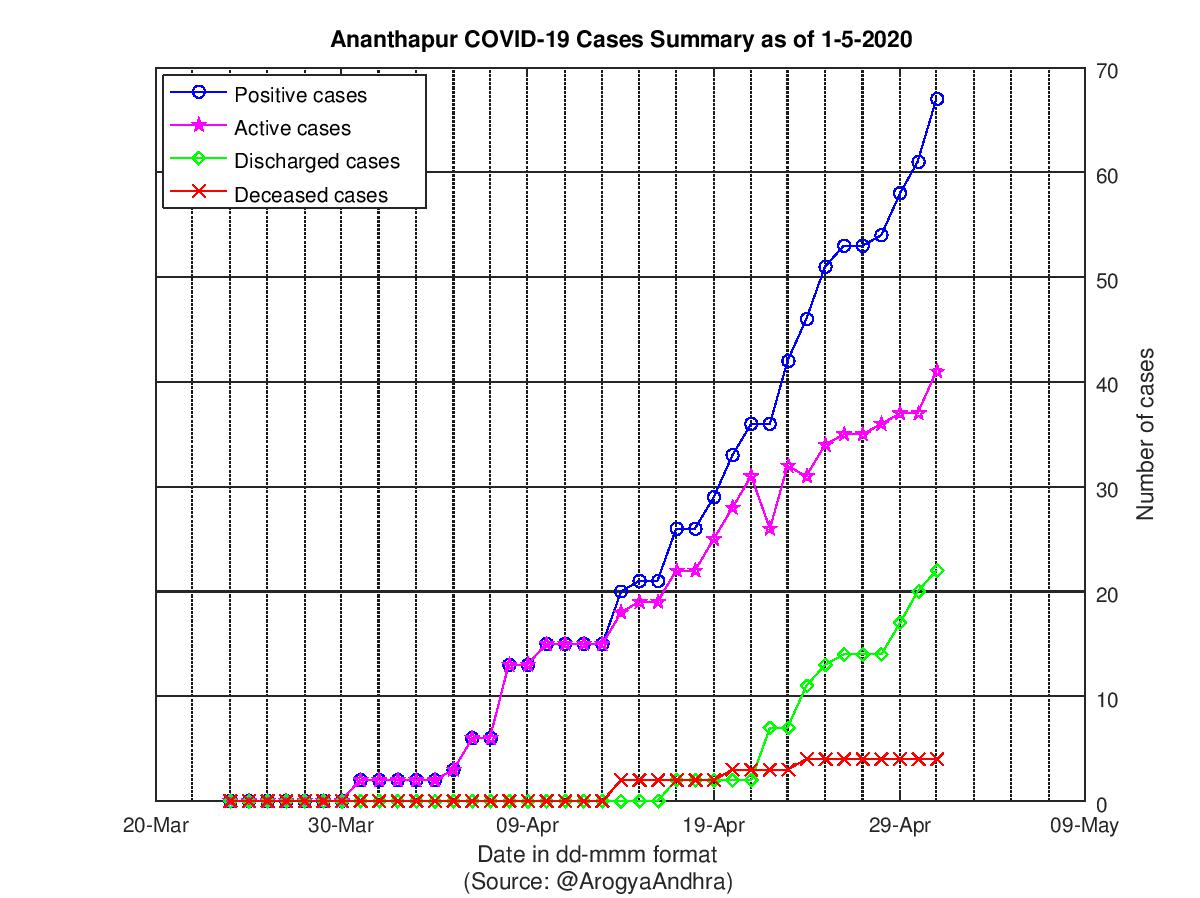 Ananthapur COVID-19 Cases Summary as of 1-5-2020
Positive cases
Active cases
Discharged cases
Deceased cases
70
60
50
40
30
20
10
0
Number of cases
20-Mar
30-Mar
09-Apr
19-Apr
29-Apr
09-May
Date in dd-mmm format
(Source: @ArogyaAndhra)